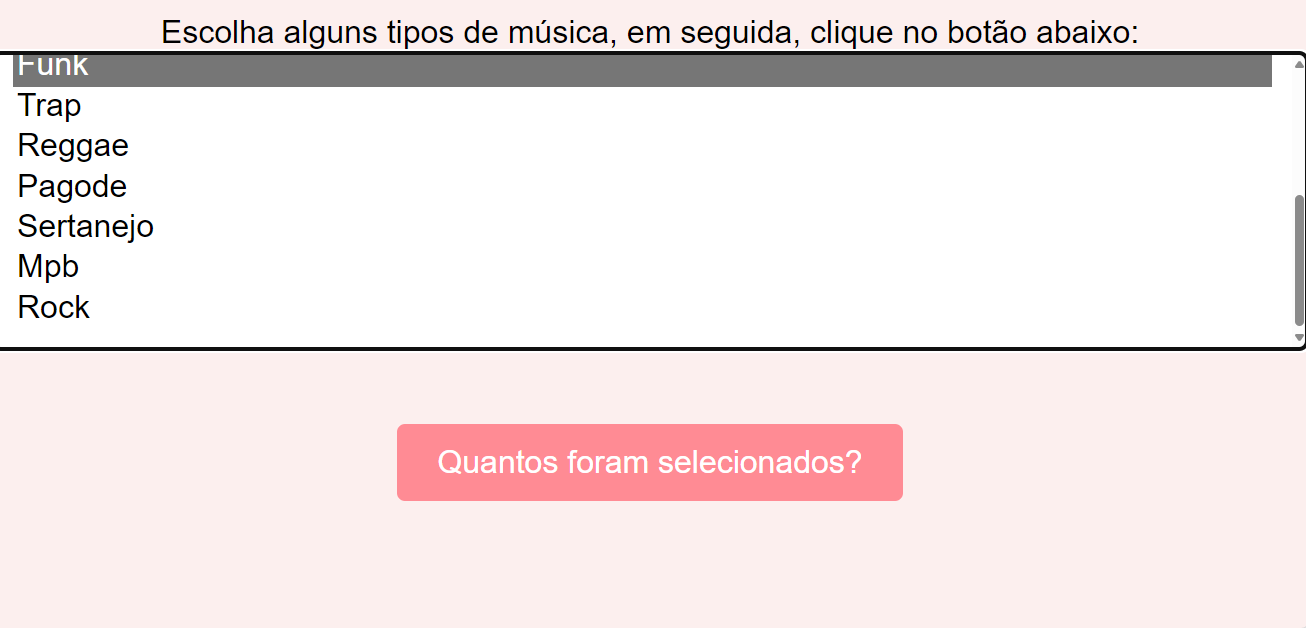 Escolha alguns tipos de música, em seguida, clique no botão abaixo:
Funk
Trap
Reggae
Pagode
Sertanejo
Mpb
Rock
Quantos foram selecionados?